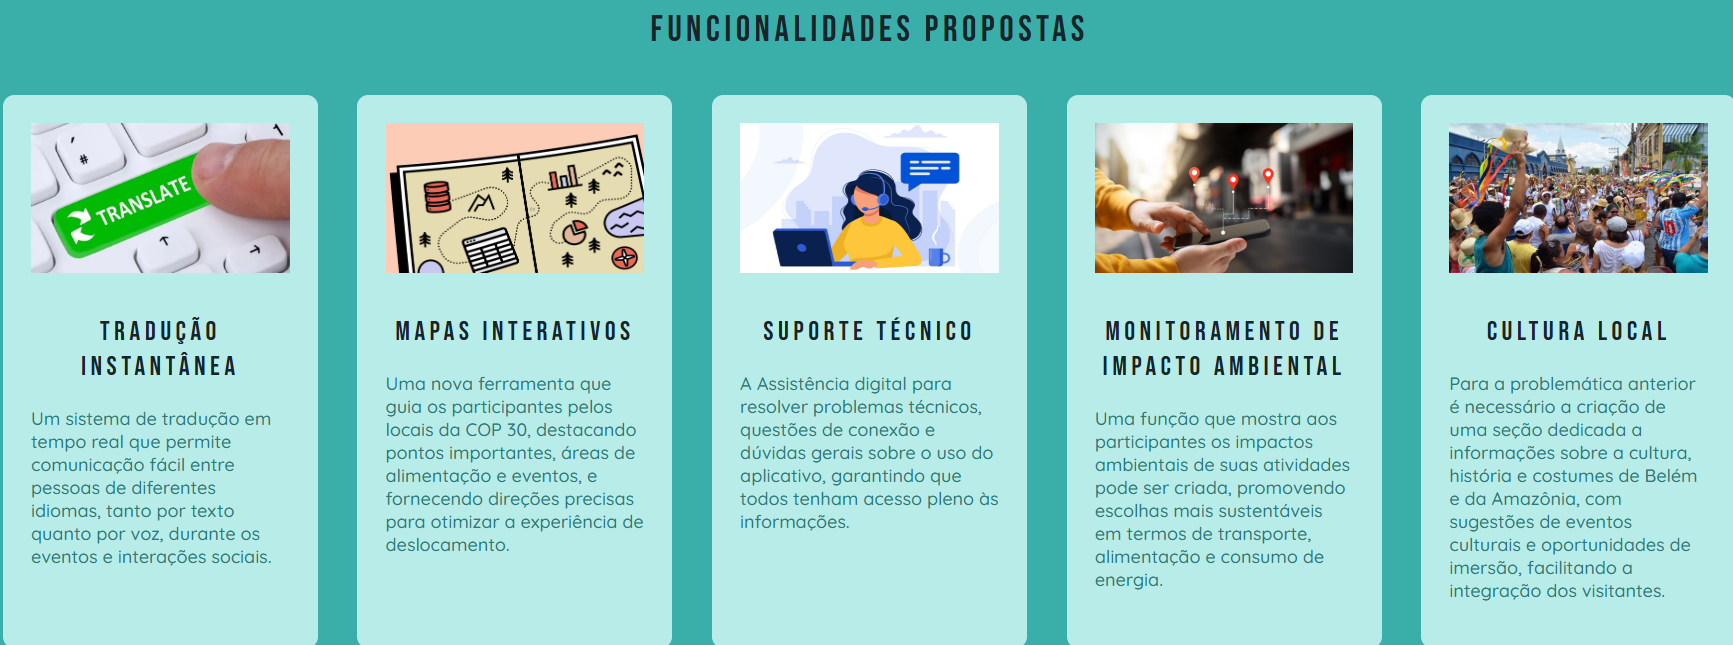 FUNCIONALIDADES PROPOSTAS
' #
TRANSLATE
10
TRADUÇÃO
INSTANTÂNEA
Um sistema de tradução em
tempo real que permite
comunicação fácil entre
pessoas de diferentes
idiomas, tanto por texto
quanto por voz, durante os
eventos e interações sociais.
MAPAS INTERATIVOS
Uma nova ferramenta que
guia os participantes pelos
locais da COP 30, destacando
pontos importantes, áreas de
alimentação e eventos, e
fornecendo direções precisas
para otimizar a experiência de
deslocamento.
SUPORTE TÉCNICO
A Assistência digital para
resolver problemas técnicos,
questões de conexão e
dúvidas gerais sobre o uso do
aplicativo, garantindo que
todos tenham acesso pleno às
informações.
MONITORAMENTO DE
IMPACTO AMBIENTAL
Uma função que mostra aos
participantes os impactos
ambientais de suas atividades
pode ser criada, promovendo
escolhas mais sustentáveis
em termos de transporte,
alimentação e consumo de
energia.
CULTURA LOCAL
Para a problemática anterior
é necessário a criação de
uma seção dedicada a
informações sobre a cultura,
história e costumes de Belém
e da Amazônia, com
sugestões de eventos
culturais e oportunidades de
imersão, facilitando a
integração dos visitantes.